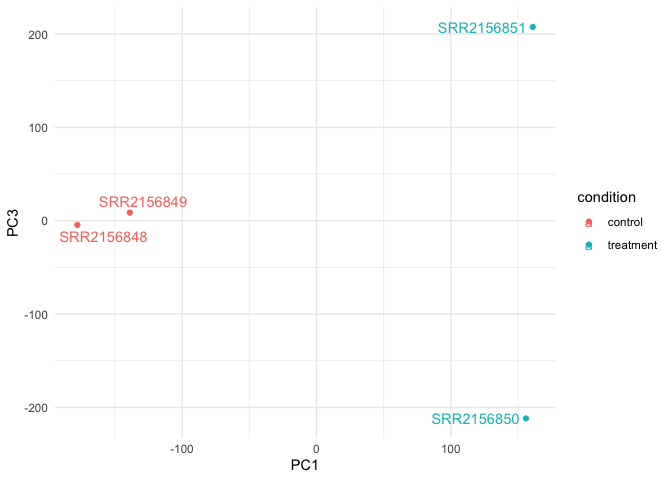 200
SRR2156851
100
SRR2156849
0
SRR2156848
-100
-200
SRR2156850
-100
0
100
PC1
PC3
condition
a control
a treatment